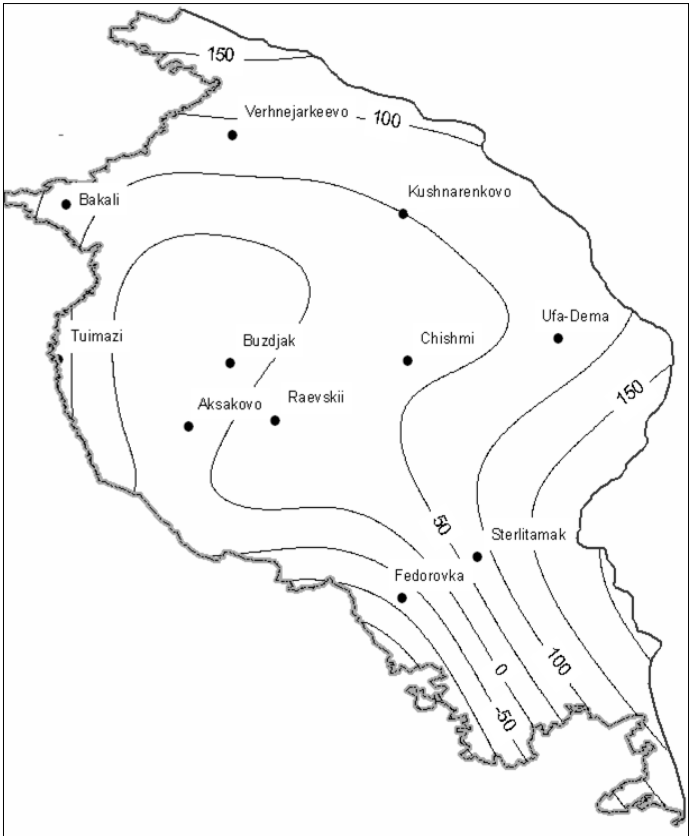 150
Verhnejarkeevo
100
Bakali
Kushnarenkovo
Ufa-Dema
Tuimazi
Buzdjak
Chishmi
150
Aksakovo
Raevskii
50
Sterlitamak
Fedorovka
0
100
-50